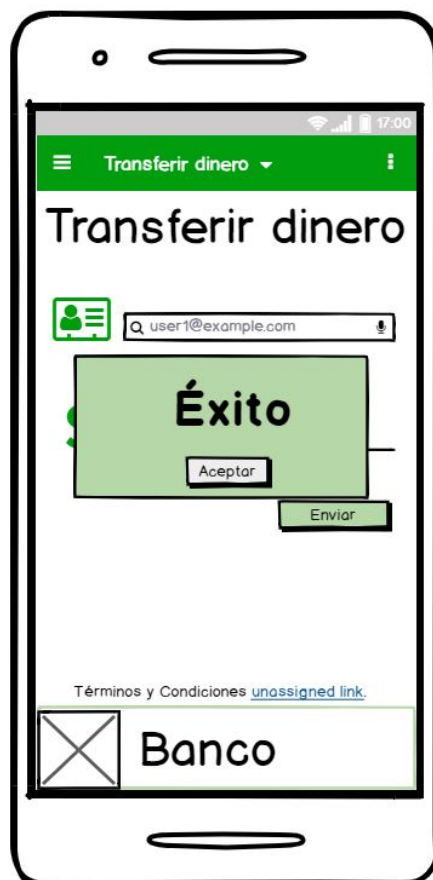 17:00
Transferir dinero
Transferir dinero
user1@example.com
Éxito
Aceptar
Enviar
Términos y Condiciones unassigned link.
Banco